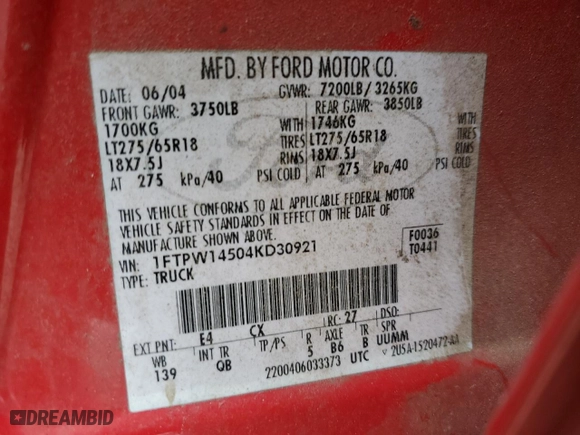 MFD. BY FORD MOTOR CO.
DATE: 06/04 GVWR: 7200LB/ 3265KG
FRONT GAWR: 3750LB REAR GAWR: 3850LB
1700KG WITH 1746KG WITH
LT275/65R18 TIRES LT275/65R18 TIRES
18X7.5J RIMS 18X7.5J RIMS
AT 275 kPa/40 PSI COLD AT 275 kPa/40 PSI COLD
THIS VEHICLE CONFORMS TO ALL APPLICABLE FEDERAL MOTOR
VEHICLE SAFETY STANDARDS IN EFFECT ON THE DATE OF
MANUFACTURE SHOWN ABOVE.
VIN: 1FTPW14504KD30921 F0036
TYPE: TRUCK T0441
EXT PNT: E4 CX RC: 27 DSO:
WB INT TR TP/PS R AXLE TR SPR
139 QB 5 B6 B UUMM
2200406033373 UTC 2U5A-1520472-AA
Ford
DREAMBID